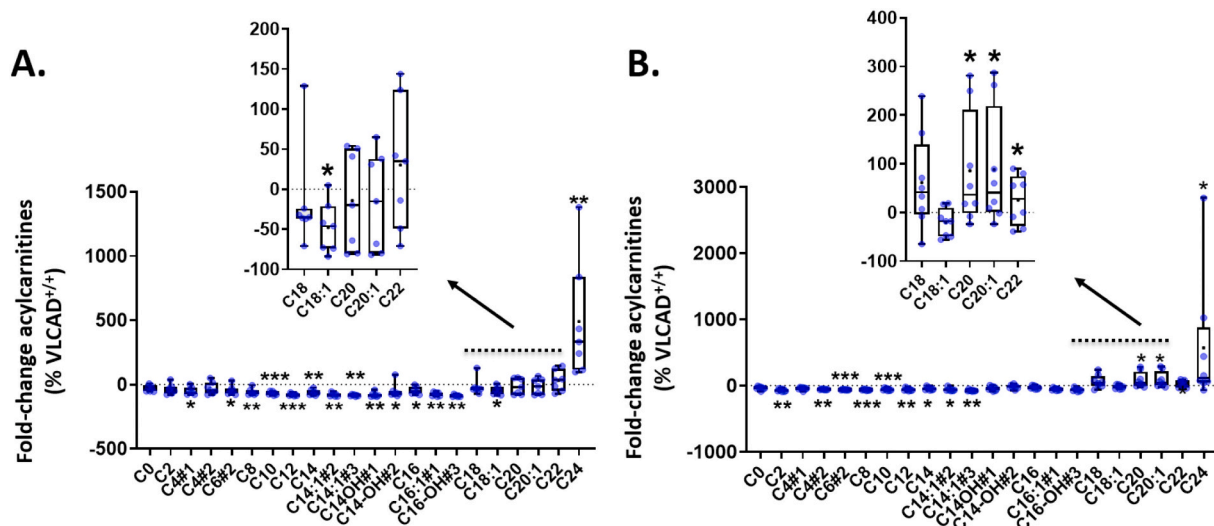 A.
Fold-change acylcarnitines
(% VLCAD+/+)
200
150
100
50
0
-50
-100
*
C18
C18:1
C20
C20:1
C22
1500
1000
500
0
-500
**
*** ** **
* * ** *** ** ** * * ** ** *
C0
C2
C4#1
C4#2
C6#2
C8
C10
C12
C14
C14:1#2
C14:1#3
C14OH#1
C14-OH#2
C16
C16:1#1
C16-OH#3
C18
C18:1
C20
C20:1
C22
C24
B.
Fold-change acylcarnitines
(% VLCAD+/+)
400
300
200
100
0
-100
* * *
C18
C18:1
C20
C20:1
C22
3000
2000
1000
0
-1000
*
*** *** * *
** ** *** ** * * ** *
C0
C2
C4#1
C4#2
C6#2
C8
C10
C12
C14
C14:1#2
C14:1#3
C14OH#1
C14-OH#2
C16
C16:1#1
C16-OH#3
C18
C18:1
C20
C20:1
C22
C24